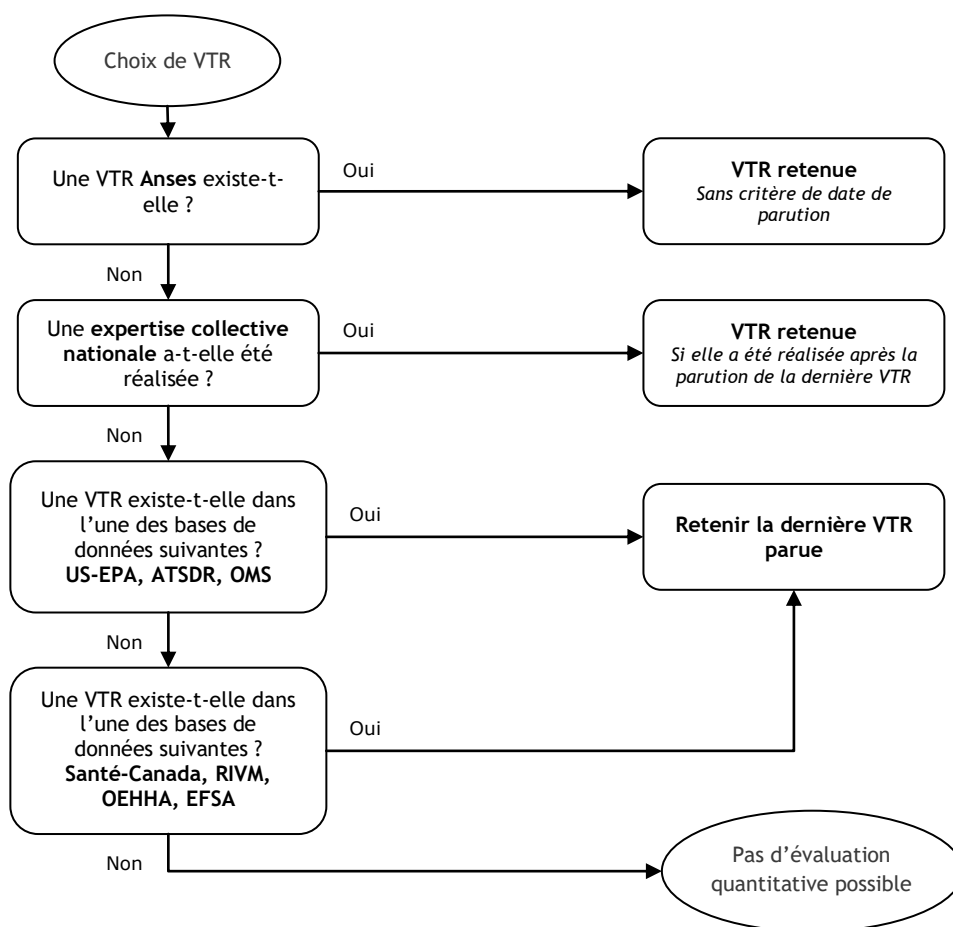 Choix de VTR
Une VTR Anses existe-t-
elle ?
Oui
VTR retenue
Sans critère de date de
parution
Non
Une expertise collective
nationale a-t-elle été
réalisée ?
Oui
VTR retenue
Si elle a été réalisée après la
parution de la dernière VTR
Non
Une VTR existe-t-elle dans
l’une des bases de
données suivantes ?
US-EPA, ATSDR, OMS
Oui
Retenir la dernière VTR
parue
Non
Une VTR existe-t-elle dans
l’une des bases de
données suivantes ?
Santé-Canada, RIVM,
OEHHA, EFSA
Oui
Non
Pas d’évaluation
quantitative possible